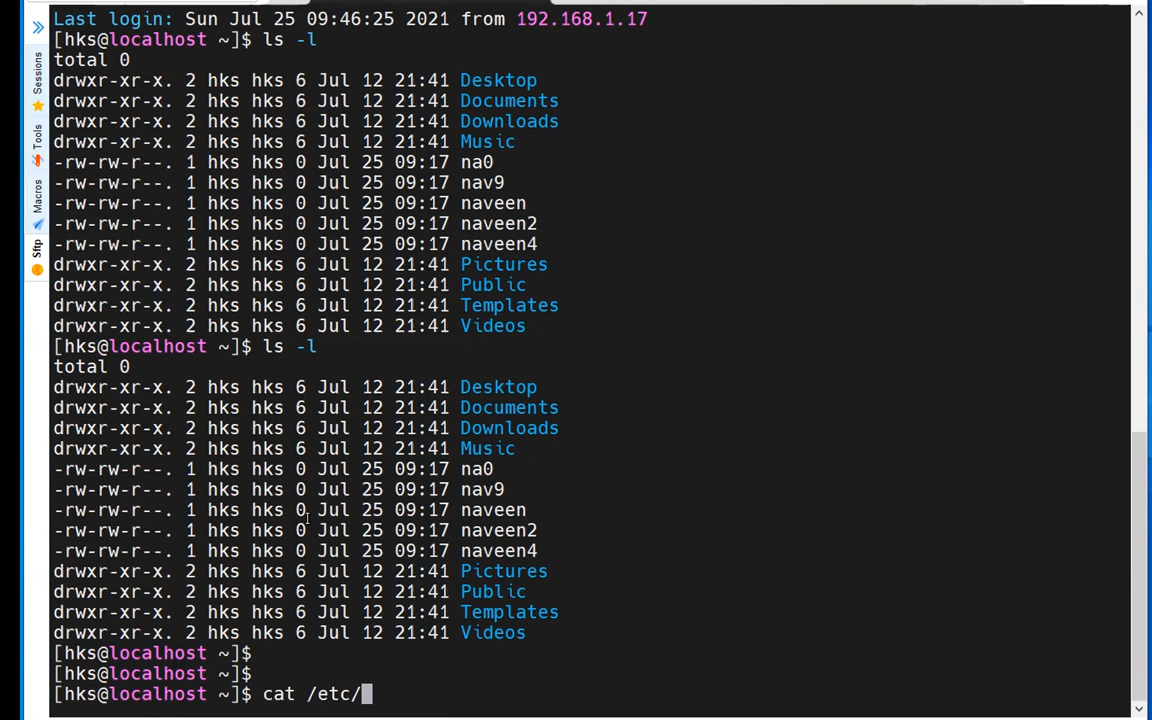 Last login: Sun Jul 25 09:46:25 2021 from 192.168.1.17
[hks@localhost ~]$ ls -l
total 0
drwxr-xr-x. 2 hks hks 6 Jul 12 21:41 Desktop
drwxr-xr-x. 2 hks hks 6 Jul 12 21:41 Documents
drwxr-xr-x. 2 hks hks 6 Jul 12 21:41 Downloads
drwxr-xr-x. 2 hks hks 6 Jul 12 21:41 Music
-rw-rw-r--. 1 hks hks 0 Jul 25 09:17 na0
-rw-rw-r--. 1 hks hks 0 Jul 25 09:17 nav9
-rw-rw-r--. 1 hks hks 0 Jul 25 09:17 naveen
-rw-rw-r--. 1 hks hks 0 Jul 25 09:17 naveen2
-rw-rw-r--. 1 hks hks 0 Jul 25 09:17 naveen4
drwxr-xr-x. 2 hks hks 6 Jul 12 21:41 Pictures
drwxr-xr-x. 2 hks hks 6 Jul 12 21:41 Public
drwxr-xr-x. 2 hks hks 6 Jul 12 21:41 Templates
drwxr-xr-x. 2 hks hks 6 Jul 12 21:41 Videos
[hks@localhost ~]$ ls -l
total 0
drwxr-xr-x. 2 hks hks 6 Jul 12 21:41 Desktop
drwxr-xr-x. 2 hks hks 6 Jul 12 21:41 Documents
drwxr-xr-x. 2 hks hks 6 Jul 12 21:41 Downloads
drwxr-xr-x. 2 hks hks 6 Jul 12 21:41 Music
-rw-rw-r--. 1 hks hks 0 Jul 25 09:17 na0
-rw-rw-r--. 1 hks hks 0 Jul 25 09:17 nav9
-rw-rw-r--. 1 hks hks 0 Jul 25 09:17 naveen
-rw-rw-r--. 1 hks hks 0 Jul 25 09:17 naveen2
-rw-rw-r--. 1 hks hks 0 Jul 25 09:17 naveen4
drwxr-xr-x. 2 hks hks 6 Jul 12 21:41 Pictures
drwxr-xr-x. 2 hks hks 6 Jul 12 21:41 Public
drwxr-xr-x. 2 hks hks 6 Jul 12 21:41 Templates
drwxr-xr-x. 2 hks hks 6 Jul 12 21:41 Videos
[hks@localhost ~]$
[hks@localhost ~]$
[hks@localhost ~]$ cat /etc/
Sessions
Tools
Macros
Sftp